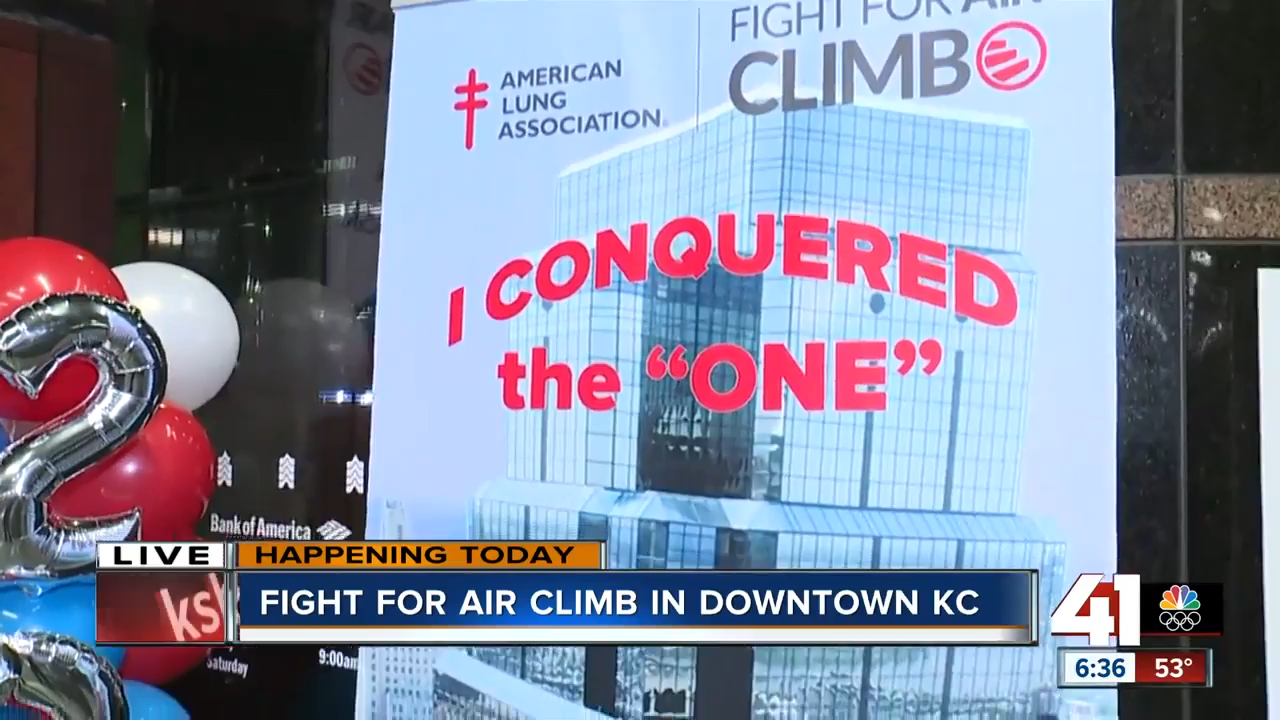 FIGHT FOR AIR
CLIMB
AMERICAN
LUNG
ASSOCIATION
I CONQUERED
the “ONE”
2
Bank of America
LIVE
HAPPENING TODAY
FIGHT FOR AIR CLIMB IN DOWNTOWN KC
41
6:36
53°
Saturday
9:00am